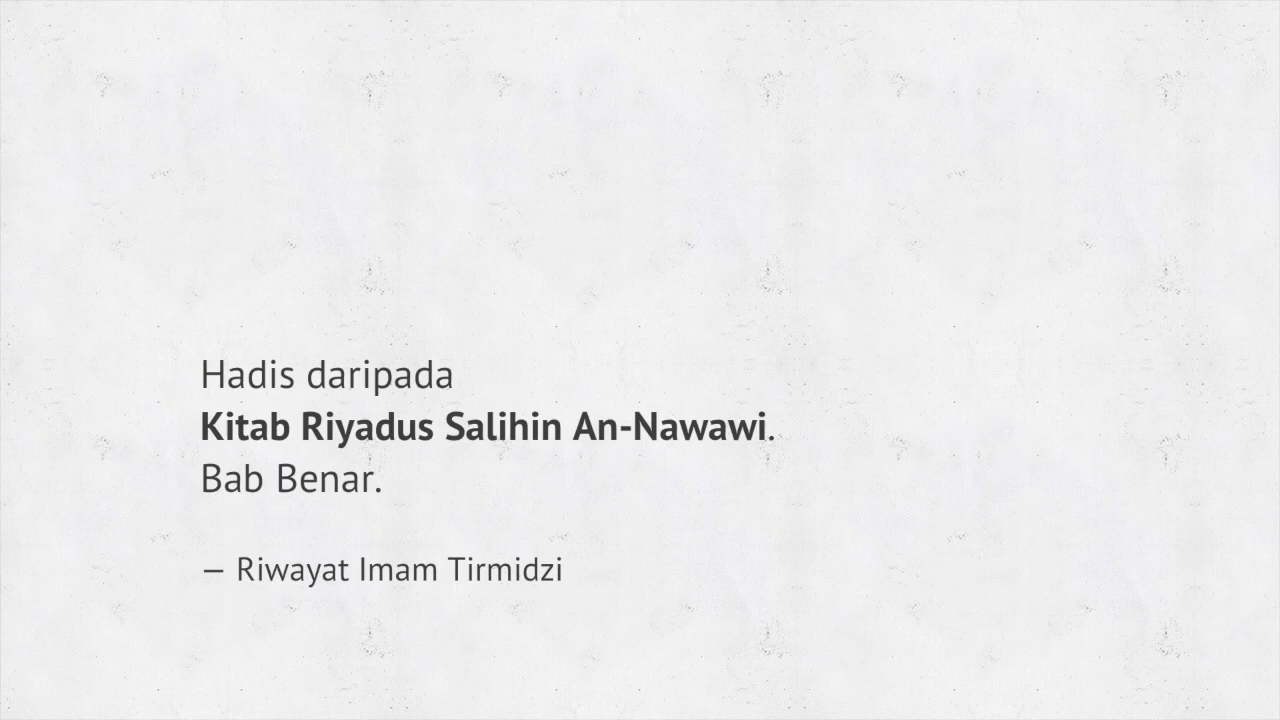 Hadis daripada
Kitab Riyadus Salihin An-Nawawi.
Bab Benar.
— Riwayat Imam Tirmidzi